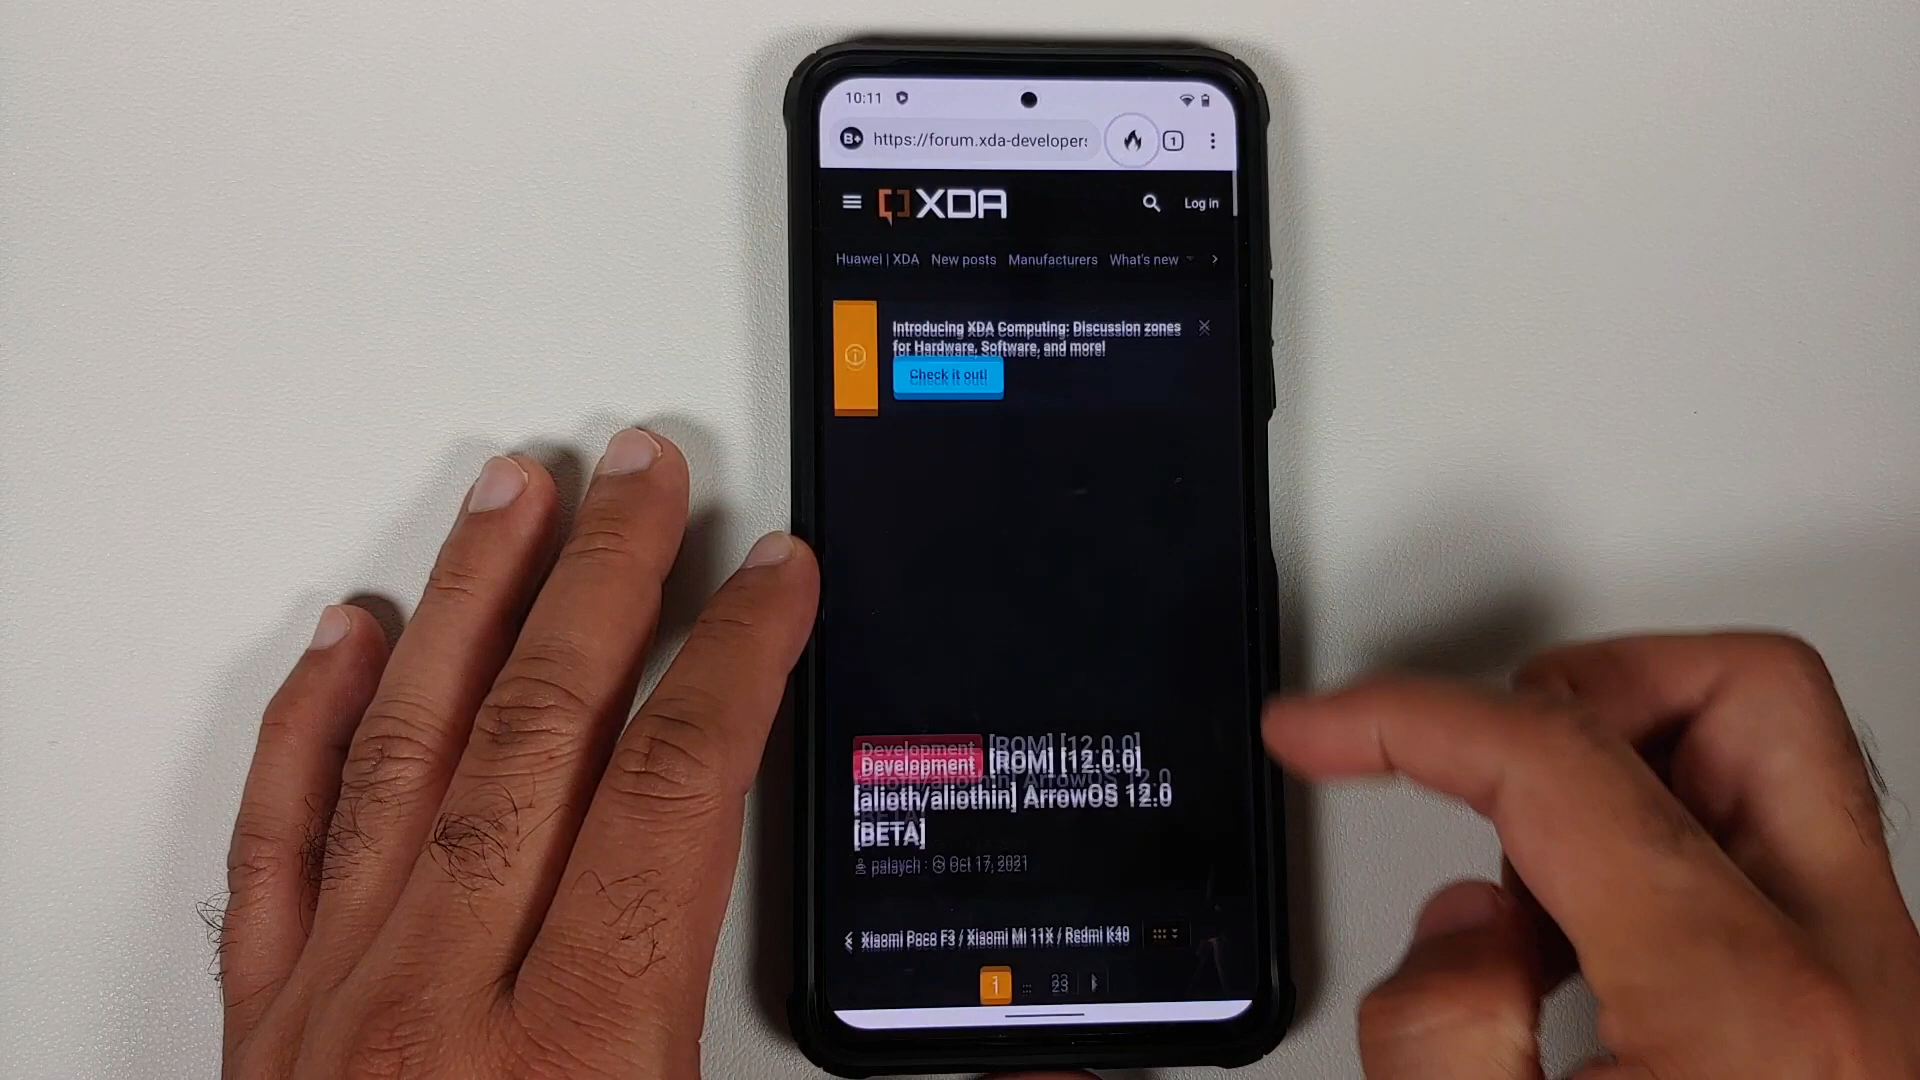 10:11
B+ https://forum.xda-developers 1
XDA Log in
Huawei | XDA New posts Manufacturers What's new
Introducing XDA Computing: Discussion zones
for Hardware, Software, and more!
Check it out!
Development [ROM] [12.0.0]
[alioth/aliothin] ArrowOS 12.0
[BETA]
palaych · Oct 17, 2021
Xiaomi Poco F3 / Xiaomi Mi 11X / Redmi K40
1 ... 23